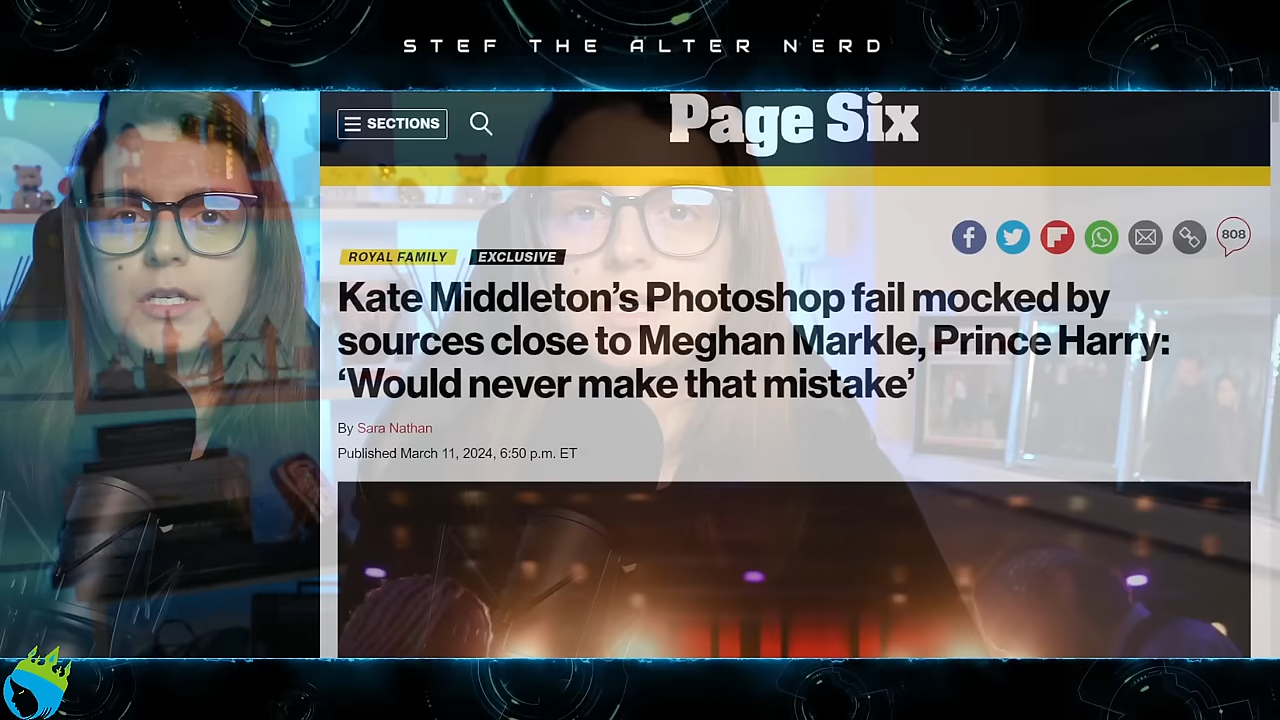 STEF THE ALTER NERD
SECTIONS
Page Six
808
ROYAL FAMILY EXCLUSIVE
Kate Middleton’s Photoshop fail mocked by
sources close to Meghan Markle, Prince Harry:
‘Would never make that mistake’
By Sara Nathan
Published March 11, 2024, 6:50 p.m. ET